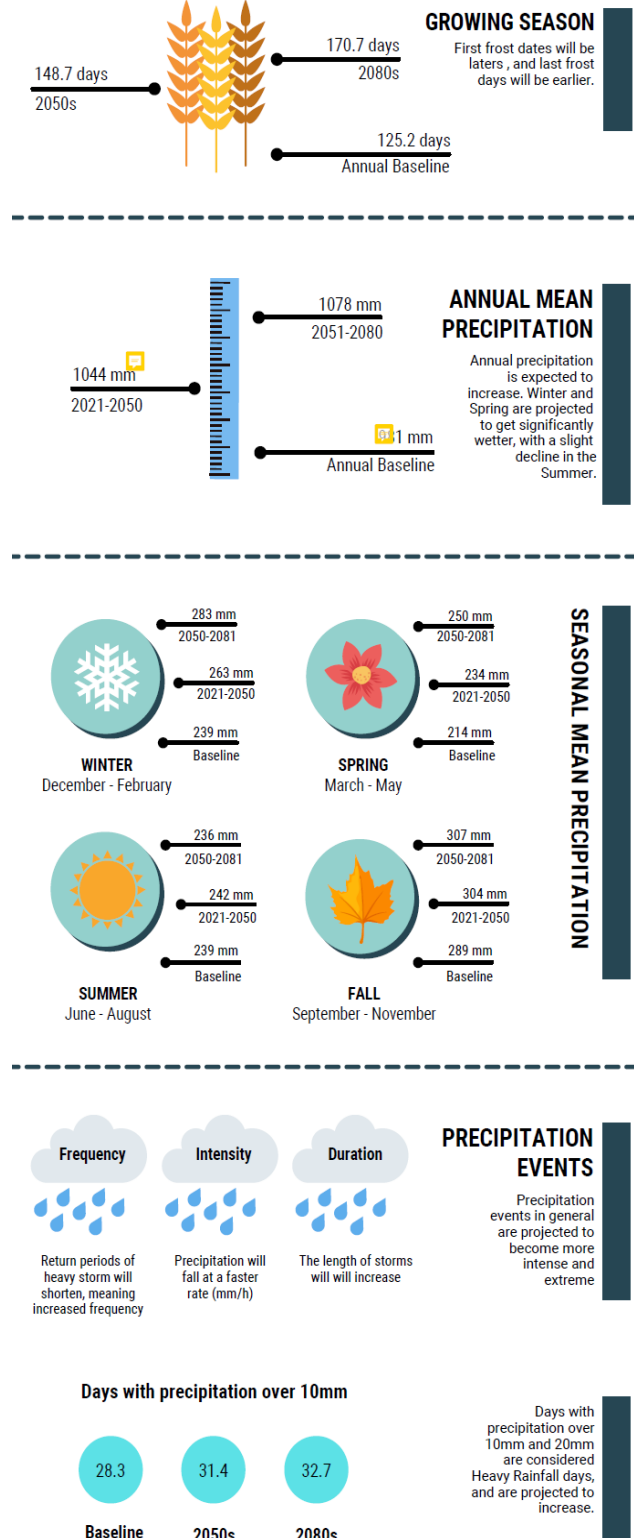 GROWING SEASON
First frost dates will be
laters , and last frost
days will be earlier.
148.7 days
2050s
170.7 days
2080s
125.2 days
Annual Baseline
ANNUAL MEAN
PRECIPITATION
Annual precipitation
is expected to
increase. Winter and
Spring are projected
to get significantly
wetter, with a slight
decline in the
Summer.
1078 mm
2051-2080
1044 mm
2021-2050
mm
Annual Baseline
SEASONAL MEAN PRECIPITATION
283 mm
2050-2081
263 mm
2021-2050
239 mm
Baseline
WINTER
December - February
250 mm
2050-2081
234 mm
2021-2050
214 mm
Baseline
SPRING
March - May
236 mm
2050-2081
242 mm
2021-2050
239 mm
Baseline
SUMMER
June - August
307 mm
2050-2081
304 mm
2021-2050
289 mm
Baseline
FALL
September - November
PRECIPITATION
EVENTS
Precipitation
events in general
are projected to
become more
intense and
extreme
Frequency
Return periods of
heavy storm will
shorten, meaning
increased frequency
Intensity
Precipitation will
fall at a faster
rate (mm/h)
Duration
The length of storms
will will increase
Days with precipitation over 10mm
28.3
31.4
32.7
Baseline
2050s
2080s
Days with
precipitation over
10mm and 20mm
are considered
Heavy Rainfall days,
and are projected to
increase.